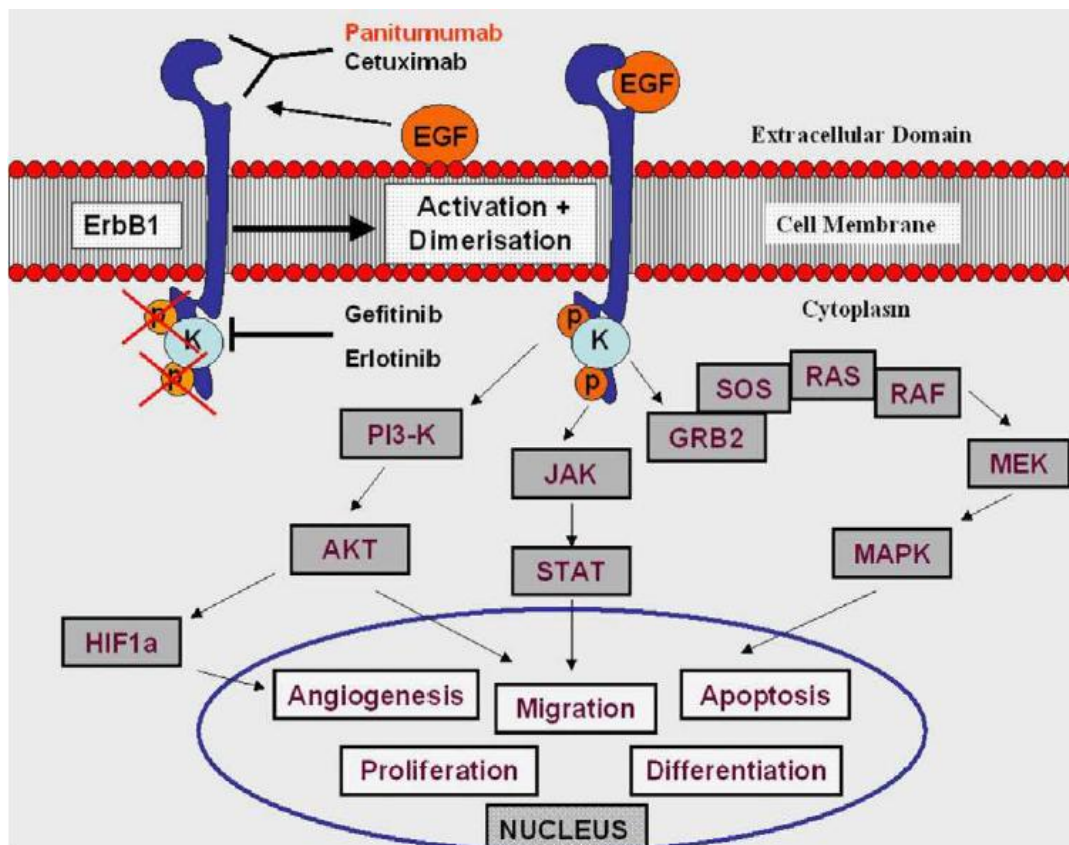 Panitumumab
Cetuximab
EGF
EGF
Extracellular Domain
ErbB1
Activation +
Dimerisation
Cell Membrane
p
K
p
Gefitinib
Erlotinib
p
K
p
Cytoplasm
SOS
RAS
RAF
GRB2
PI3-K
JAK
MEK
AKT
STAT
MAPK
HIF1a
Angiogenesis
Migration
Apoptosis
Proliferation
Differentiation
NUCLEUS